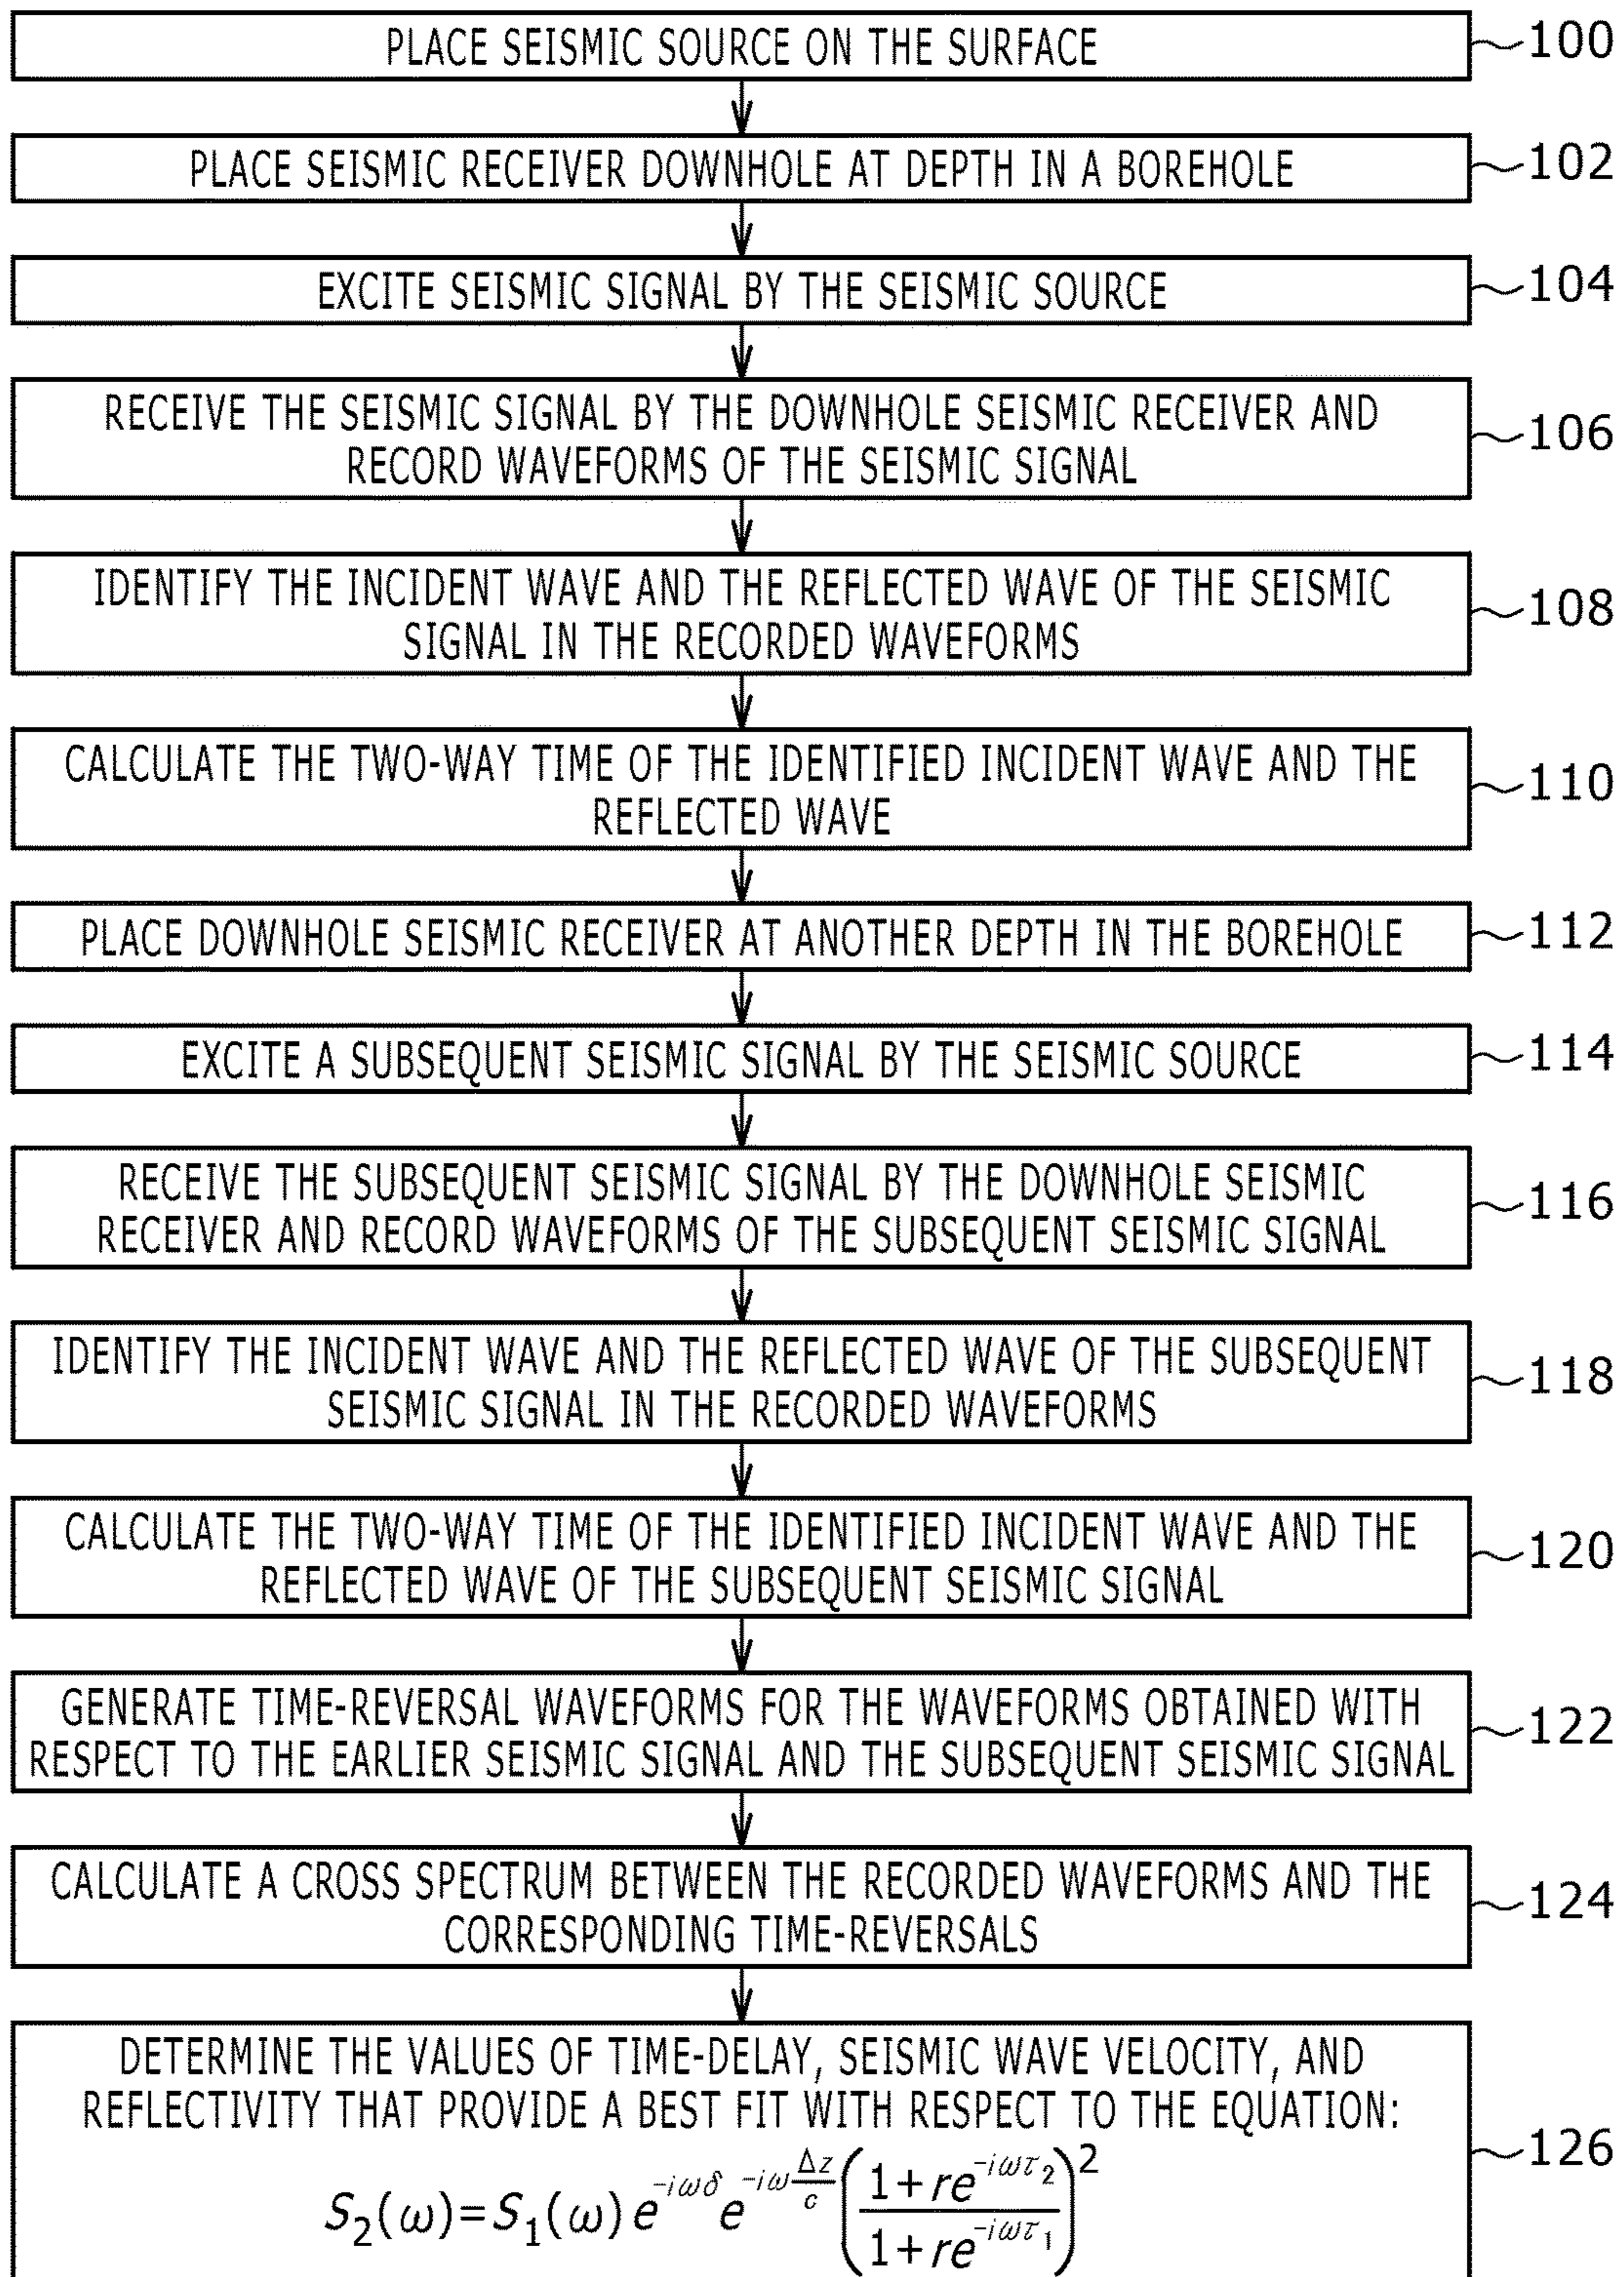 PLACE SEISMIC SOURCE ON THE SURFACE
100
PLACE SEISMIC RECEIVER DOWNHOLE AT DEPTH IN A BOREHOLE
102
EXCITE SEISMIC SIGNAL BY THE SEISMIC SOURCE
104
RECEIVE THE SEISMIC SIGNAL BY THE DOWNHOLE SEISMIC RECEIVER AND
RECORD WAVEFORMS OF THE SEISMIC SIGNAL
106
IDENTIFY THE INCIDENT WAVE AND THE REFLECTED WAVE OF THE SEISMIC
SIGNAL IN THE RECORDED WAVEFORMS
108
CALCULATE THE TWO-WAY TIME OF THE IDENTIFIED INCIDENT WAVE AND THE
REFLECTED WAVE
110
PLACE DOWNHOLE SEISMIC RECEIVER AT ANOTHER DEPTH IN THE BOREHOLE
112
EXCITE A SUBSEQUENT SEISMIC SIGNAL BY THE SEISMIC SOURCE
114
RECEIVE THE SUBSEQUENT SEISMIC SIGNAL BY THE DOWNHOLE SEISMIC
RECEIVER AND RECORD WAVEFORMS OF THE SUBSEQUENT SEISMIC SIGNAL
116
IDENTIFY THE INCIDENT WAVE AND THE REFLECTED WAVE OF THE SUBSEQUENT
SEISMIC SIGNAL IN THE RECORDED WAVEFORMS
118
CALCULATE THE TWO-WAY TIME OF THE IDENTIFIED INCIDENT WAVE AND THE
REFLECTED WAVE OF THE SUBSEQUENT SEISMIC SIGNAL
120
GENERATE TIME-REVERSAL WAVEFORMS FOR THE WAVEFORMS OBTAINED WITH
RESPECT TO THE EARLIER SEISMIC SIGNAL AND THE SUBSEQUENT SEISMIC SIGNAL
122
CALCULATE A CROSS SPECTRUM BETWEEN THE RECORDED WAVEFORMS AND THE
CORRESPONDING TIME-REVERSALS
124
DETERMINE THE VALUES OF TIME-DELAY, SEISMIC WAVE VELOCITY, AND
REFLECTIVITY THAT PROVIDE A BEST FIT WITH RESPECT TO THE EQUATION:
126
S₂(ω)=S₁(ω) e^{-iωδ} e^{-iω Δz/c} ((1+re^{-iωτ₂})/(1+re^{-iωτ₁}))²